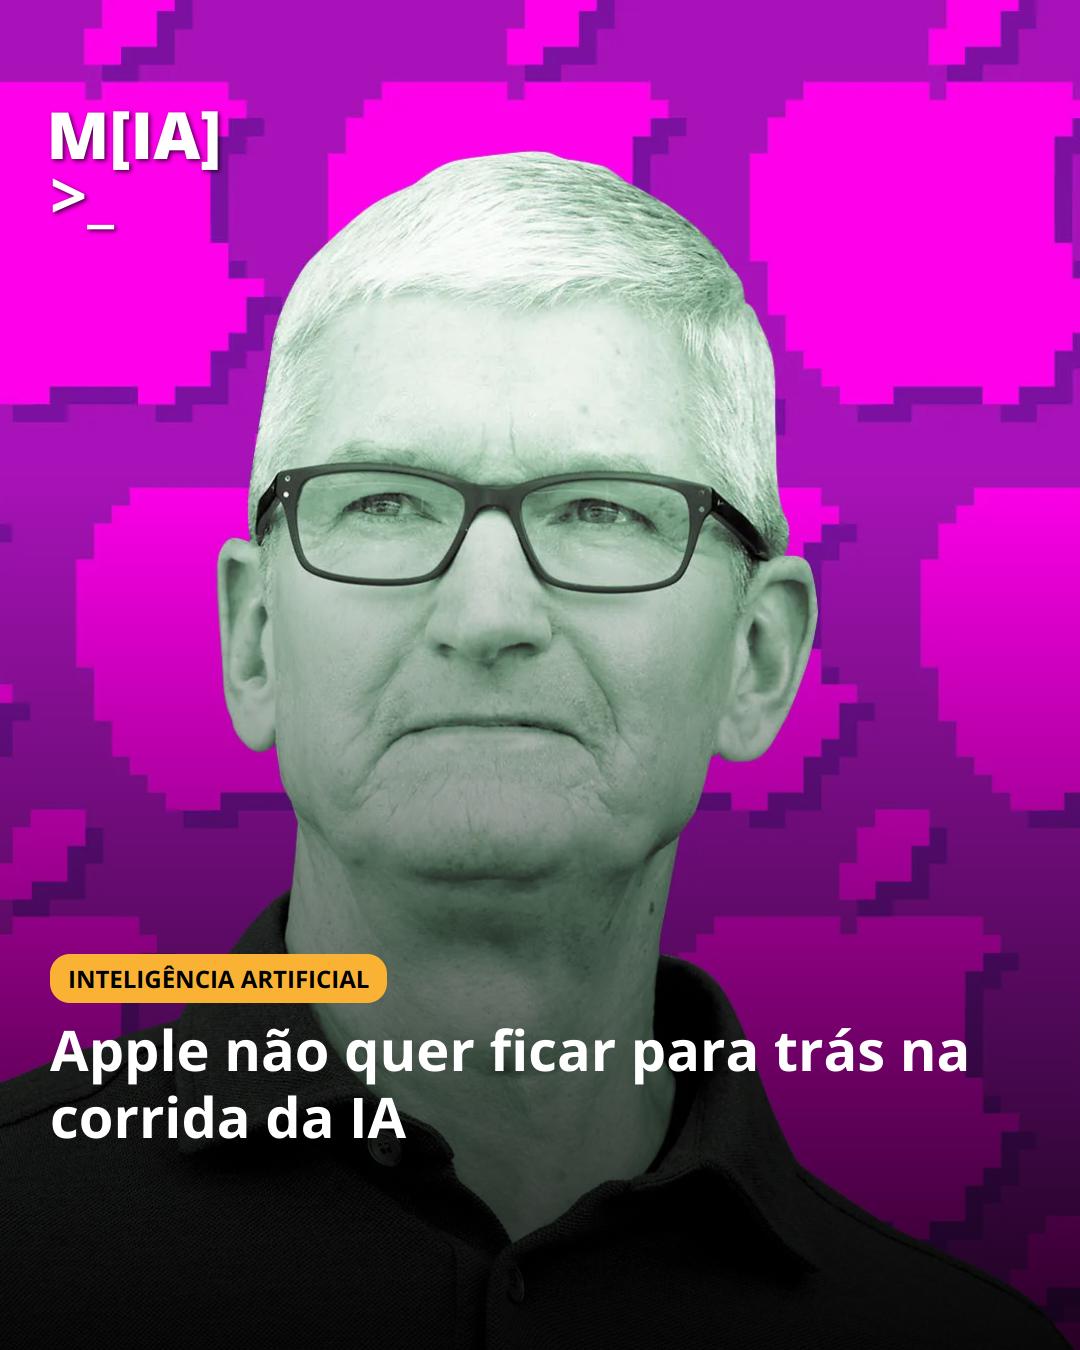 M[IA]
>_
INTELIGÊNCIA ARTIFICIAL
Apple não quer ficar para trás na
corrida da IA